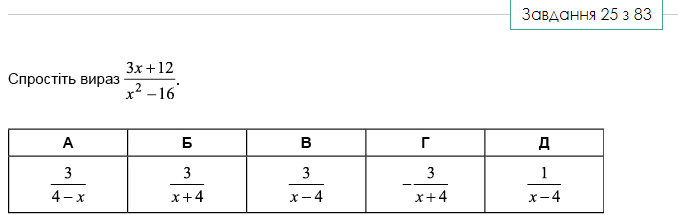 Завдання 25 з 83
Спростіть вираз (3x+12)/(x² −16).
А Б В Г Д
3/(4−x) 3/(x+4) 3/(x−4) −3/(x+4) 1/(x−4)